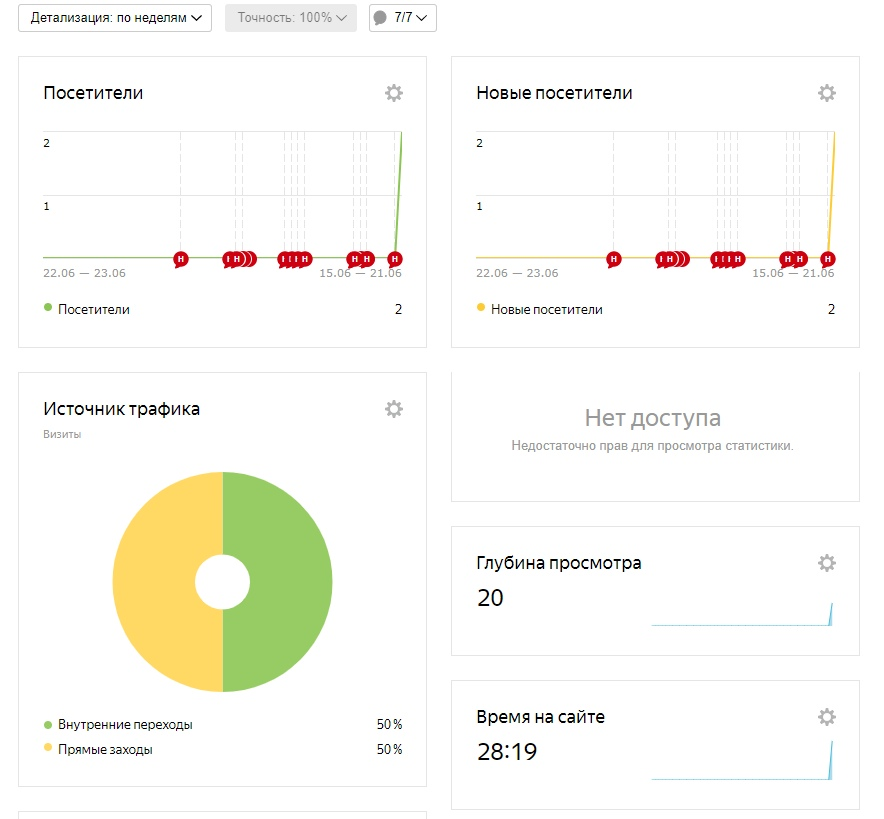 Детализация: по неделям
Точность: 100%
7/7
Посетители
2
1
Н
Н
Н
Н
Н
22.06 — 23.06
15.06 — 21.06
Посетители
2
Новые посетители
2
1
Н
Н
Н
Н
Н
22.06 — 23.06
15.06 — 21.06
Новые посетители
2
Источник трафика
Визиты
Внутренние переходы 50 %
Прямые заходы 50 %
Нет доступа
Недостаточно прав для просмотра статистики.
Глубина просмотра
20
Время на сайте
28:19